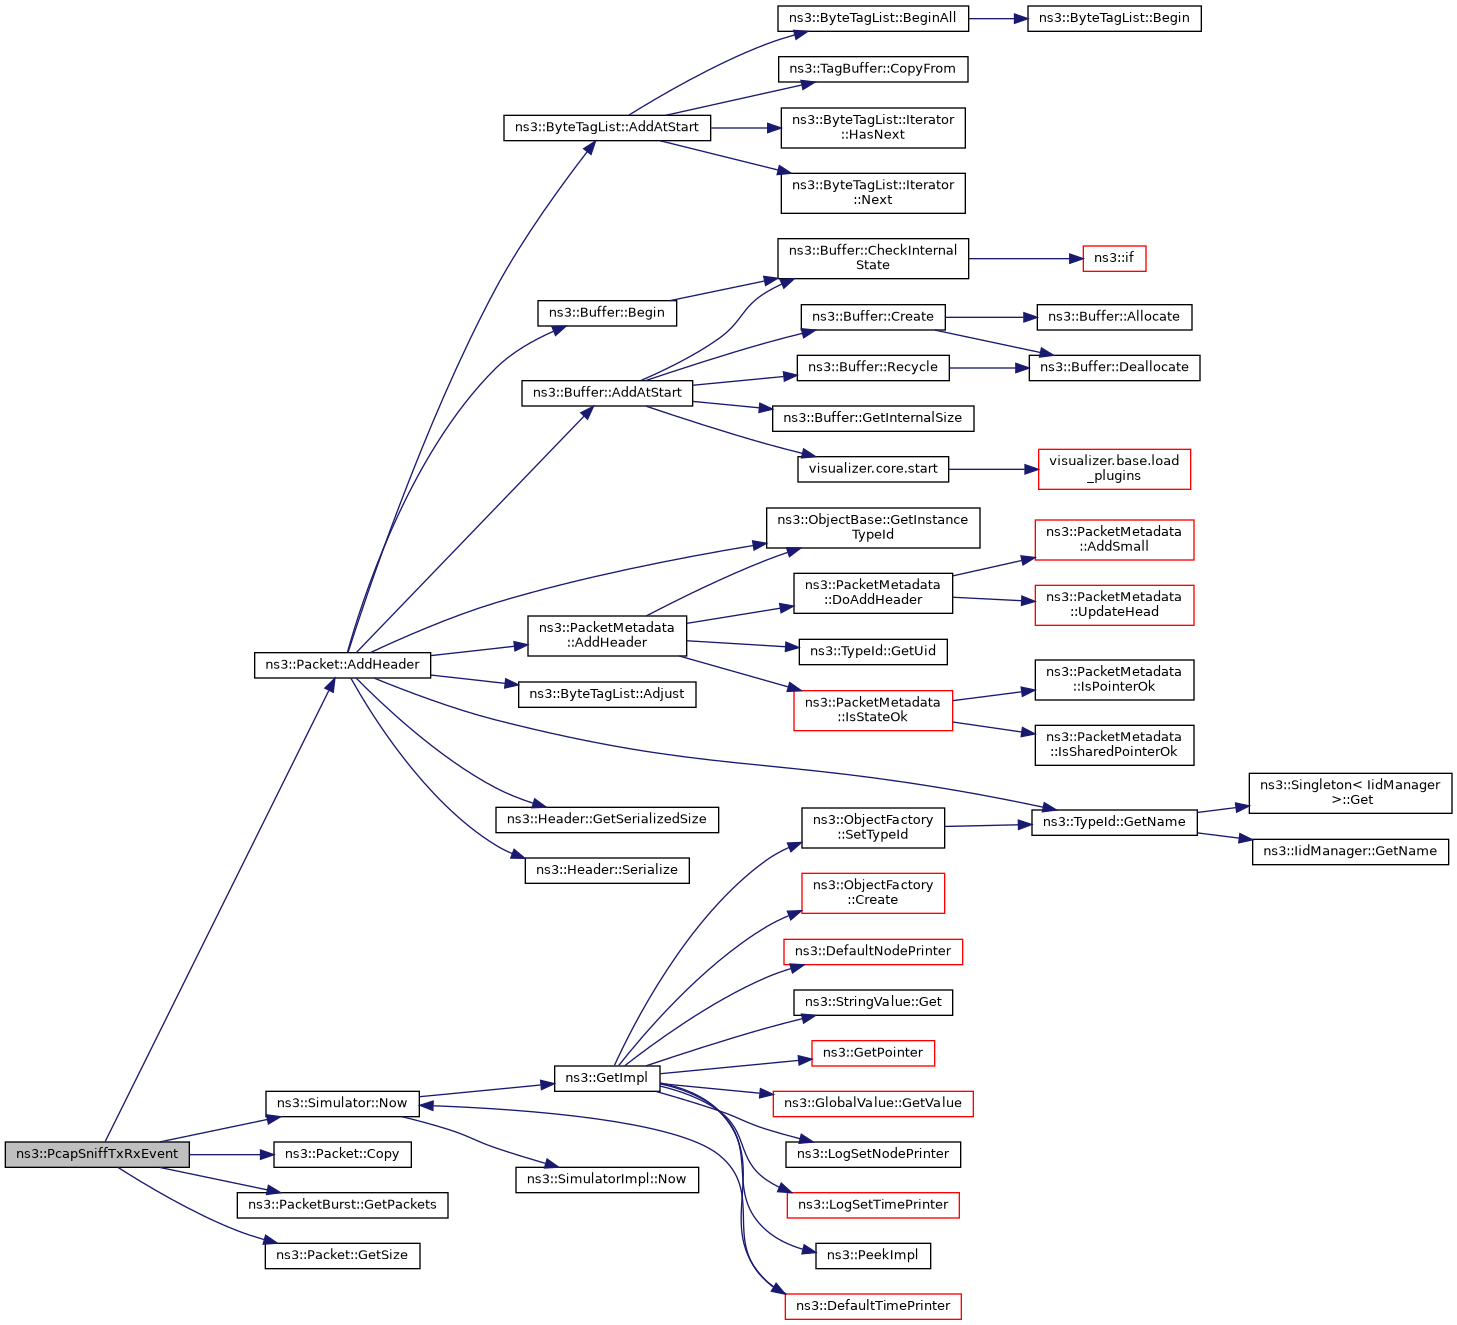 ns3::PcapSniffTxRxEvent
ns3::Packet::AddHeader
ns3::Simulator::Now
ns3::Packet::Copy
ns3::PacketBurst::GetPackets
ns3::Packet::GetSize
ns3::ByteTagList::AddAtStart
ns3::Buffer::Begin
ns3::Buffer::AddAtStart
ns3::PacketMetadata
::AddHeader
ns3::ByteTagList::Adjust
ns3::Header::GetSerializedSize
ns3::Header::Serialize
ns3::GetImpl
ns3::SimulatorImpl::Now
ns3::ByteTagList::BeginAll
ns3::TagBuffer::CopyFrom
ns3::ByteTagList::Iterator
::HasNext
ns3::ByteTagList::Iterator
::Next
ns3::Buffer::CheckInternal
State
ns3::Buffer::Create
ns3::Buffer::Recycle
ns3::Buffer::GetInternalSize
visualizer.core.start
ns3::ObjectBase::GetInstance
TypeId
ns3::PacketMetadata
::DoAddHeader
ns3::TypeId::GetUid
ns3::PacketMetadata
::IsStateOk
ns3::ObjectFactory
::SetTypeId
ns3::ObjectFactory
::Create
ns3::DefaultNodePrinter
ns3::StringValue::Get
ns3::GetPointer
ns3::GlobalValue::GetValue
ns3::LogSetNodePrinter
ns3::LogSetTimePrinter
ns3::PeekImpl
ns3::DefaultTimePrinter
ns3::ByteTagList::Begin
ns3::if
ns3::Buffer::Allocate
ns3::Buffer::Deallocate
visualizer.base.load
_plugins
ns3::PacketMetadata
::AddSmall
ns3::PacketMetadata
::UpdateHead
ns3::PacketMetadata
::IsPointerOk
ns3::PacketMetadata
::IsSharedPointerOk
ns3::TypeId::GetName
ns3::Singleton< IidManager
>::Get
ns3::IidManager::GetName